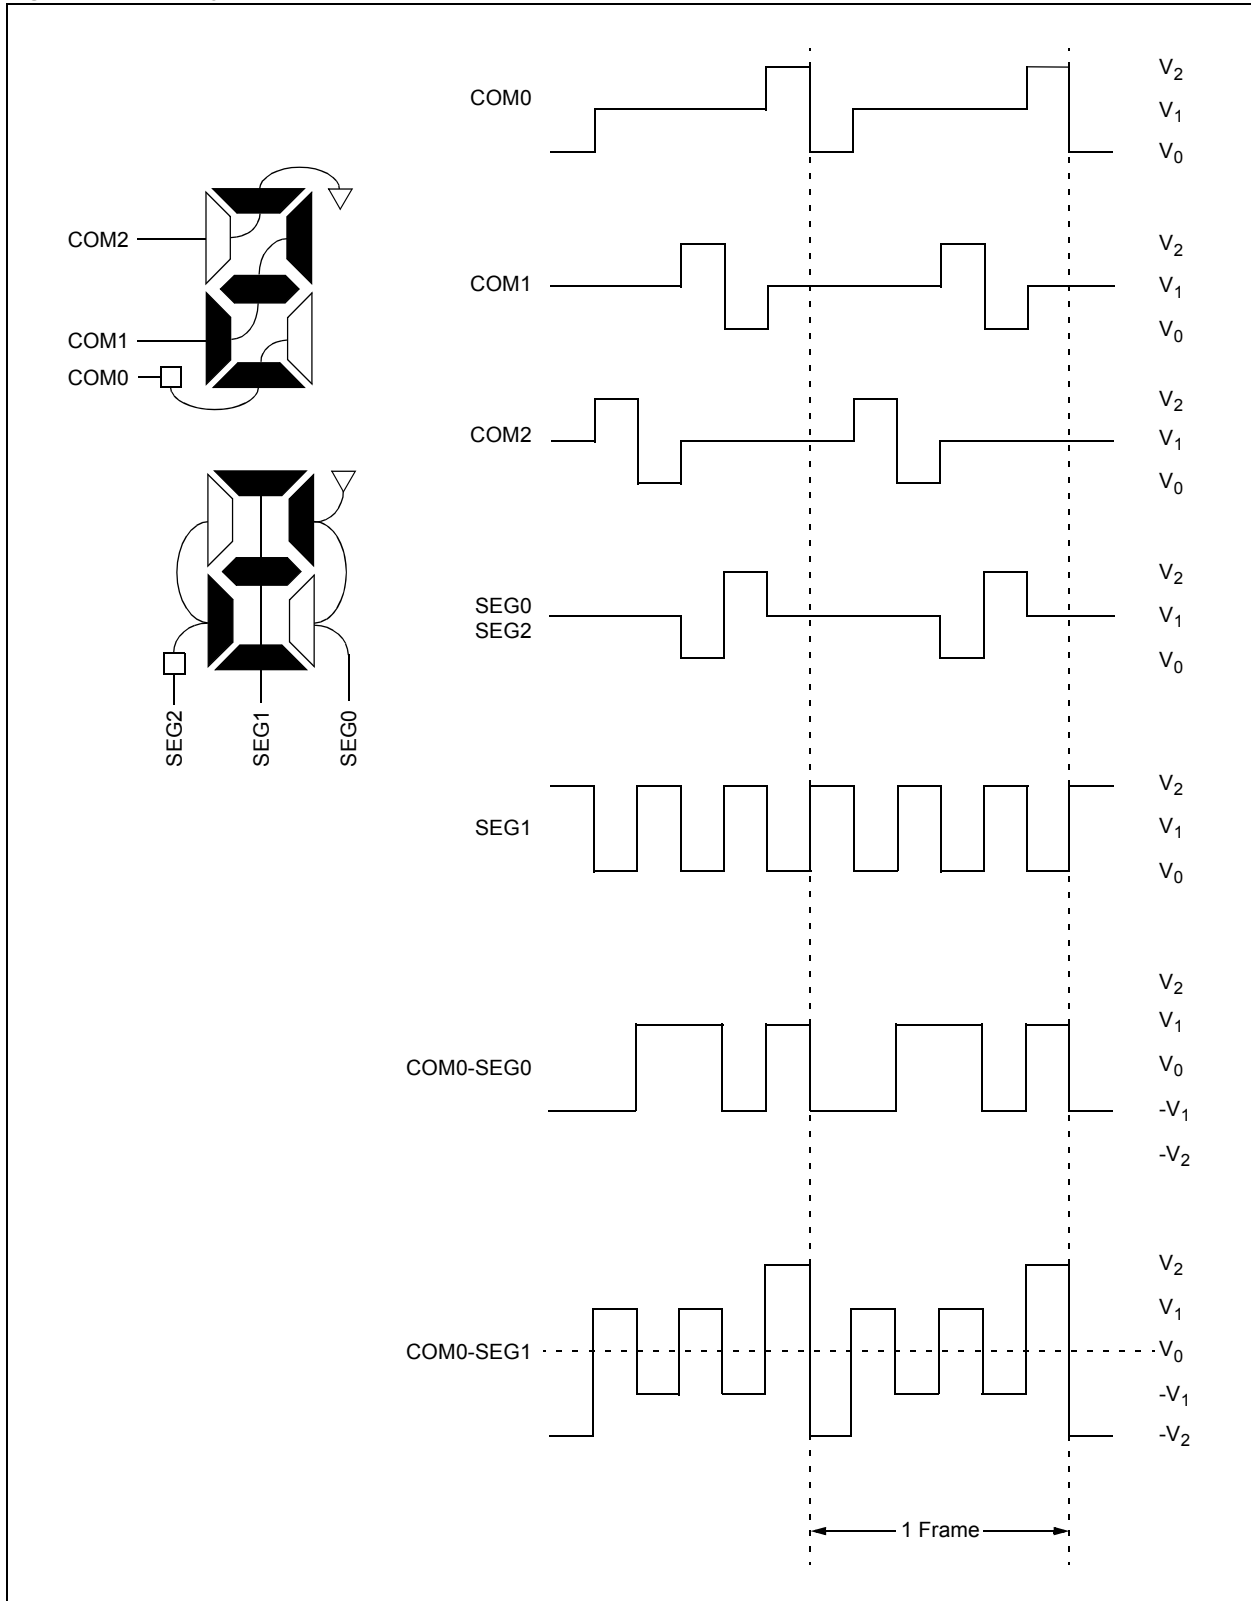 COM0
V2
V1
V0
COM2
COM1
COM0
COM1
V2
V1
V0
COM2
V2
V1
V0
SEG2
SEG1
SEG0
SEG0
SEG2
V2
V1
V0
SEG1
V2
V1
V0
COM0-SEG0
V2
V1
V0
-V1
-V2
COM0-SEG1
V2
V1
V0
-V1
-V2
1 Frame